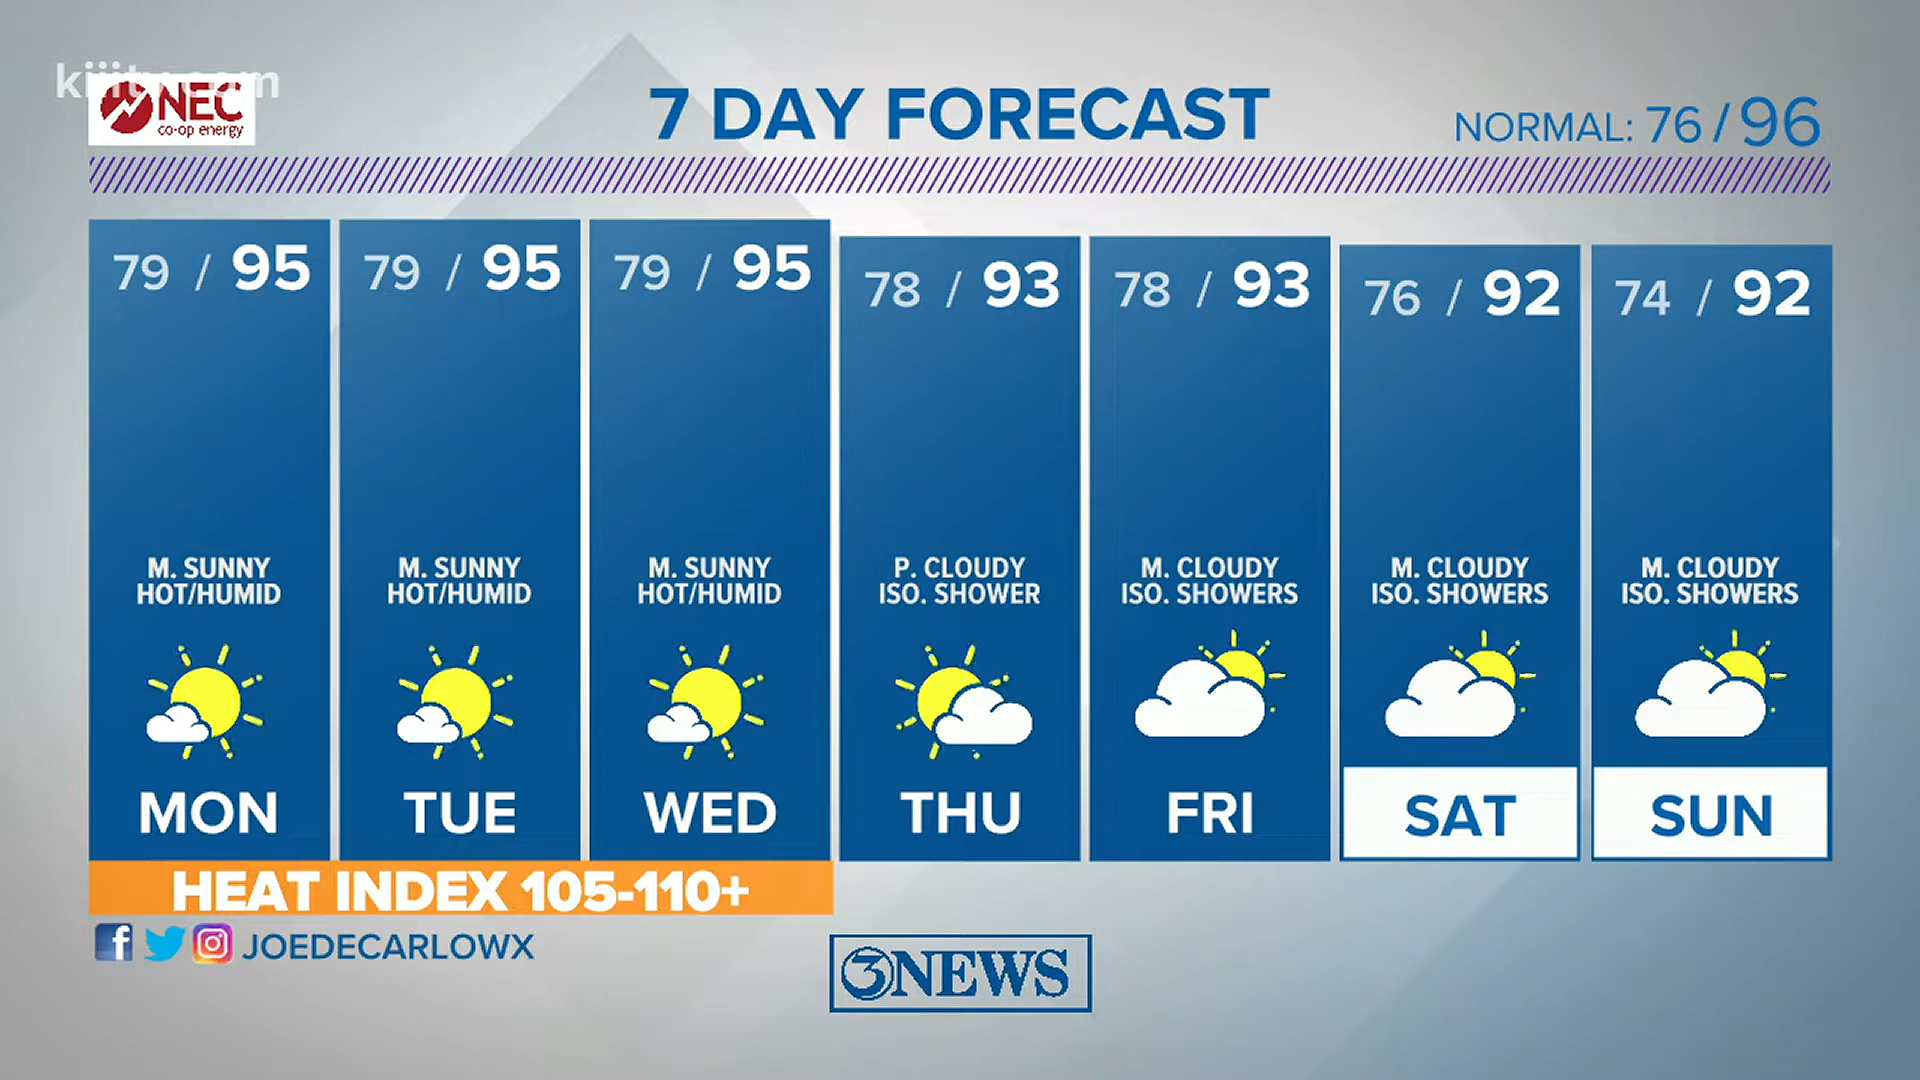 kiiitv.com
NEC
co-op energy
7 DAY FORECAST
NORMAL: 76 / 96
79 / 95
79 / 95
79 / 95
78 / 93
78 / 93
76 / 92
74 / 92
M. SUNNY
HOT/HUMID
M. SUNNY
HOT/HUMID
M. SUNNY
HOT/HUMID
P. CLOUDY
ISO. SHOWER
M. CLOUDY
ISO. SHOWERS
M. CLOUDY
ISO. SHOWERS
M. CLOUDY
ISO. SHOWERS
MON
TUE
WED
THU
FRI
SAT
SUN
HEAT INDEX 105-110+
JOEDECARLOWX
3NEWS